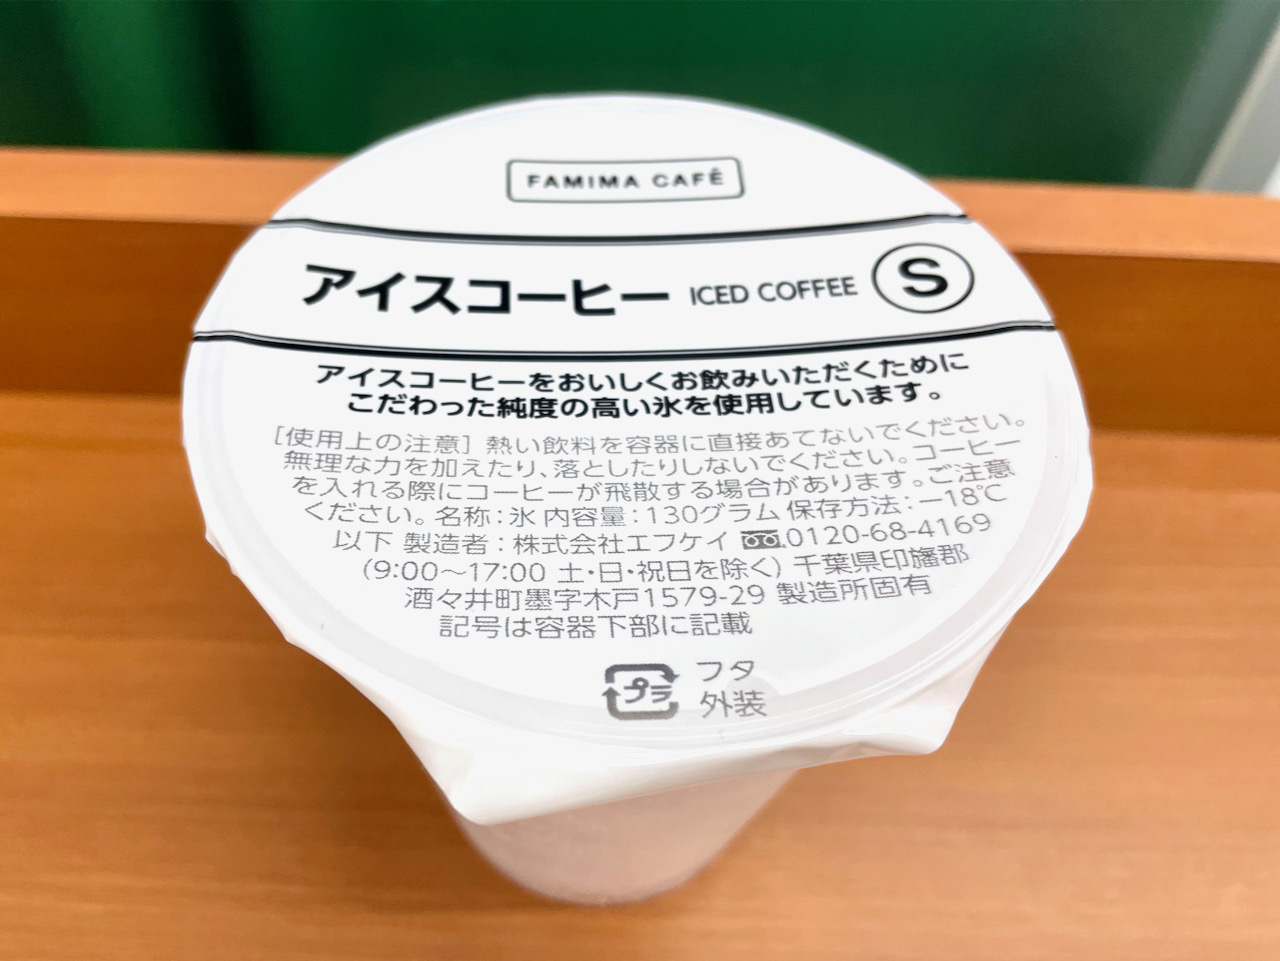 FAMIMA CAFÉ
アイスコーヒー ICED COFFEE S
アイスコーヒーをおいしくお飲みいただくために
こだわった純度の高い氷を使用しています。
[使用上の注意] 熱い飲料を容器に直接あてないでください。
無理な力を加えたり、落としたりしないでください。コーヒー
を入れる際にコーヒーが飛散する場合があります。ご注意
ください。名称:氷 内容量:130グラム 保存方法:-18℃
以下 製造者:株式会社エフケイ 0120-68-4169
(9:00〜17:00 土・日・祝日を除く) 千葉県印旛郡
酒々井町墨字木戸1579-29 製造所固有
記号は容器下部に記載
プラ フタ
外装